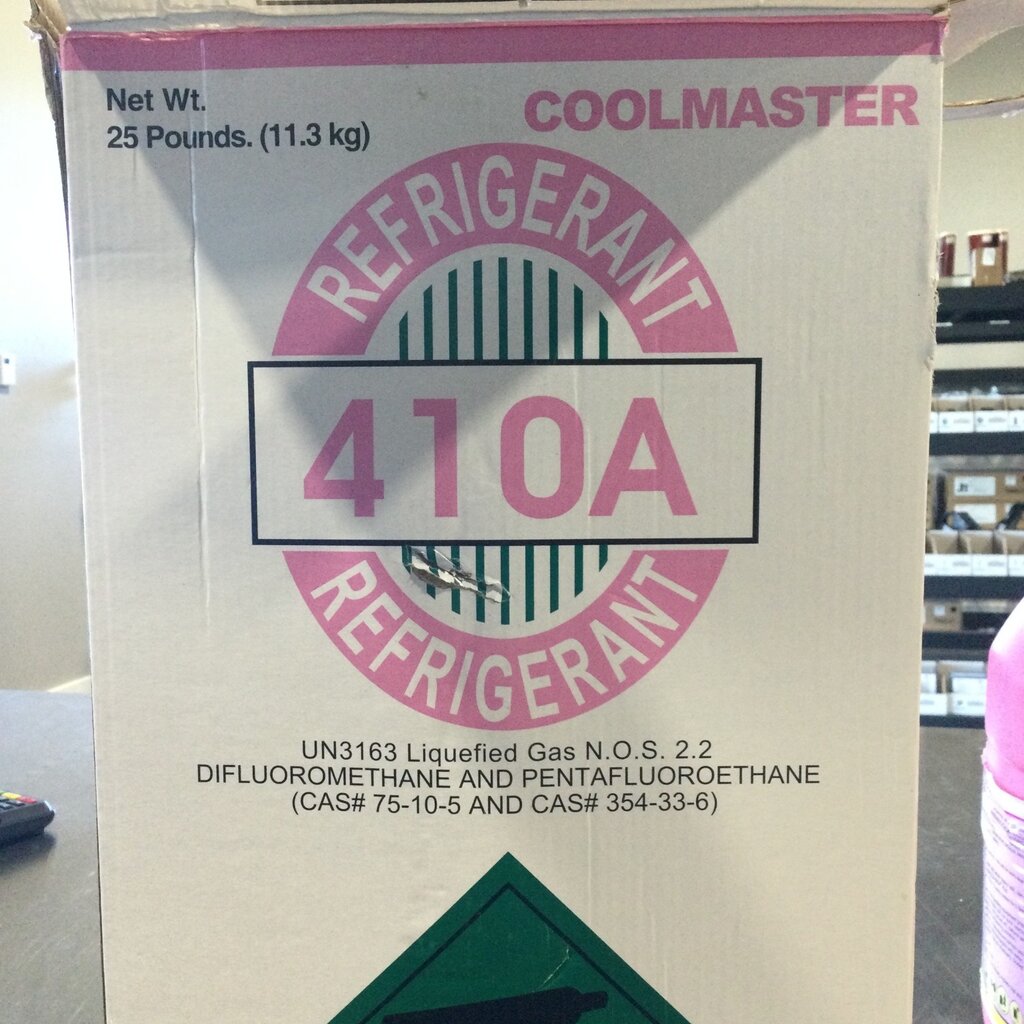 Net Wt.
25 Pounds. (11.3 kg)
COOLMASTER
REFRIGERANT
410A
REFRIGERANT
UN3163 Liquefied Gas N.O.S. 2.2
DIFLUOROMETHANE AND PENTAFLUOROETHANE
(CAS# 75-10-5 AND CAS# 354-33-6)